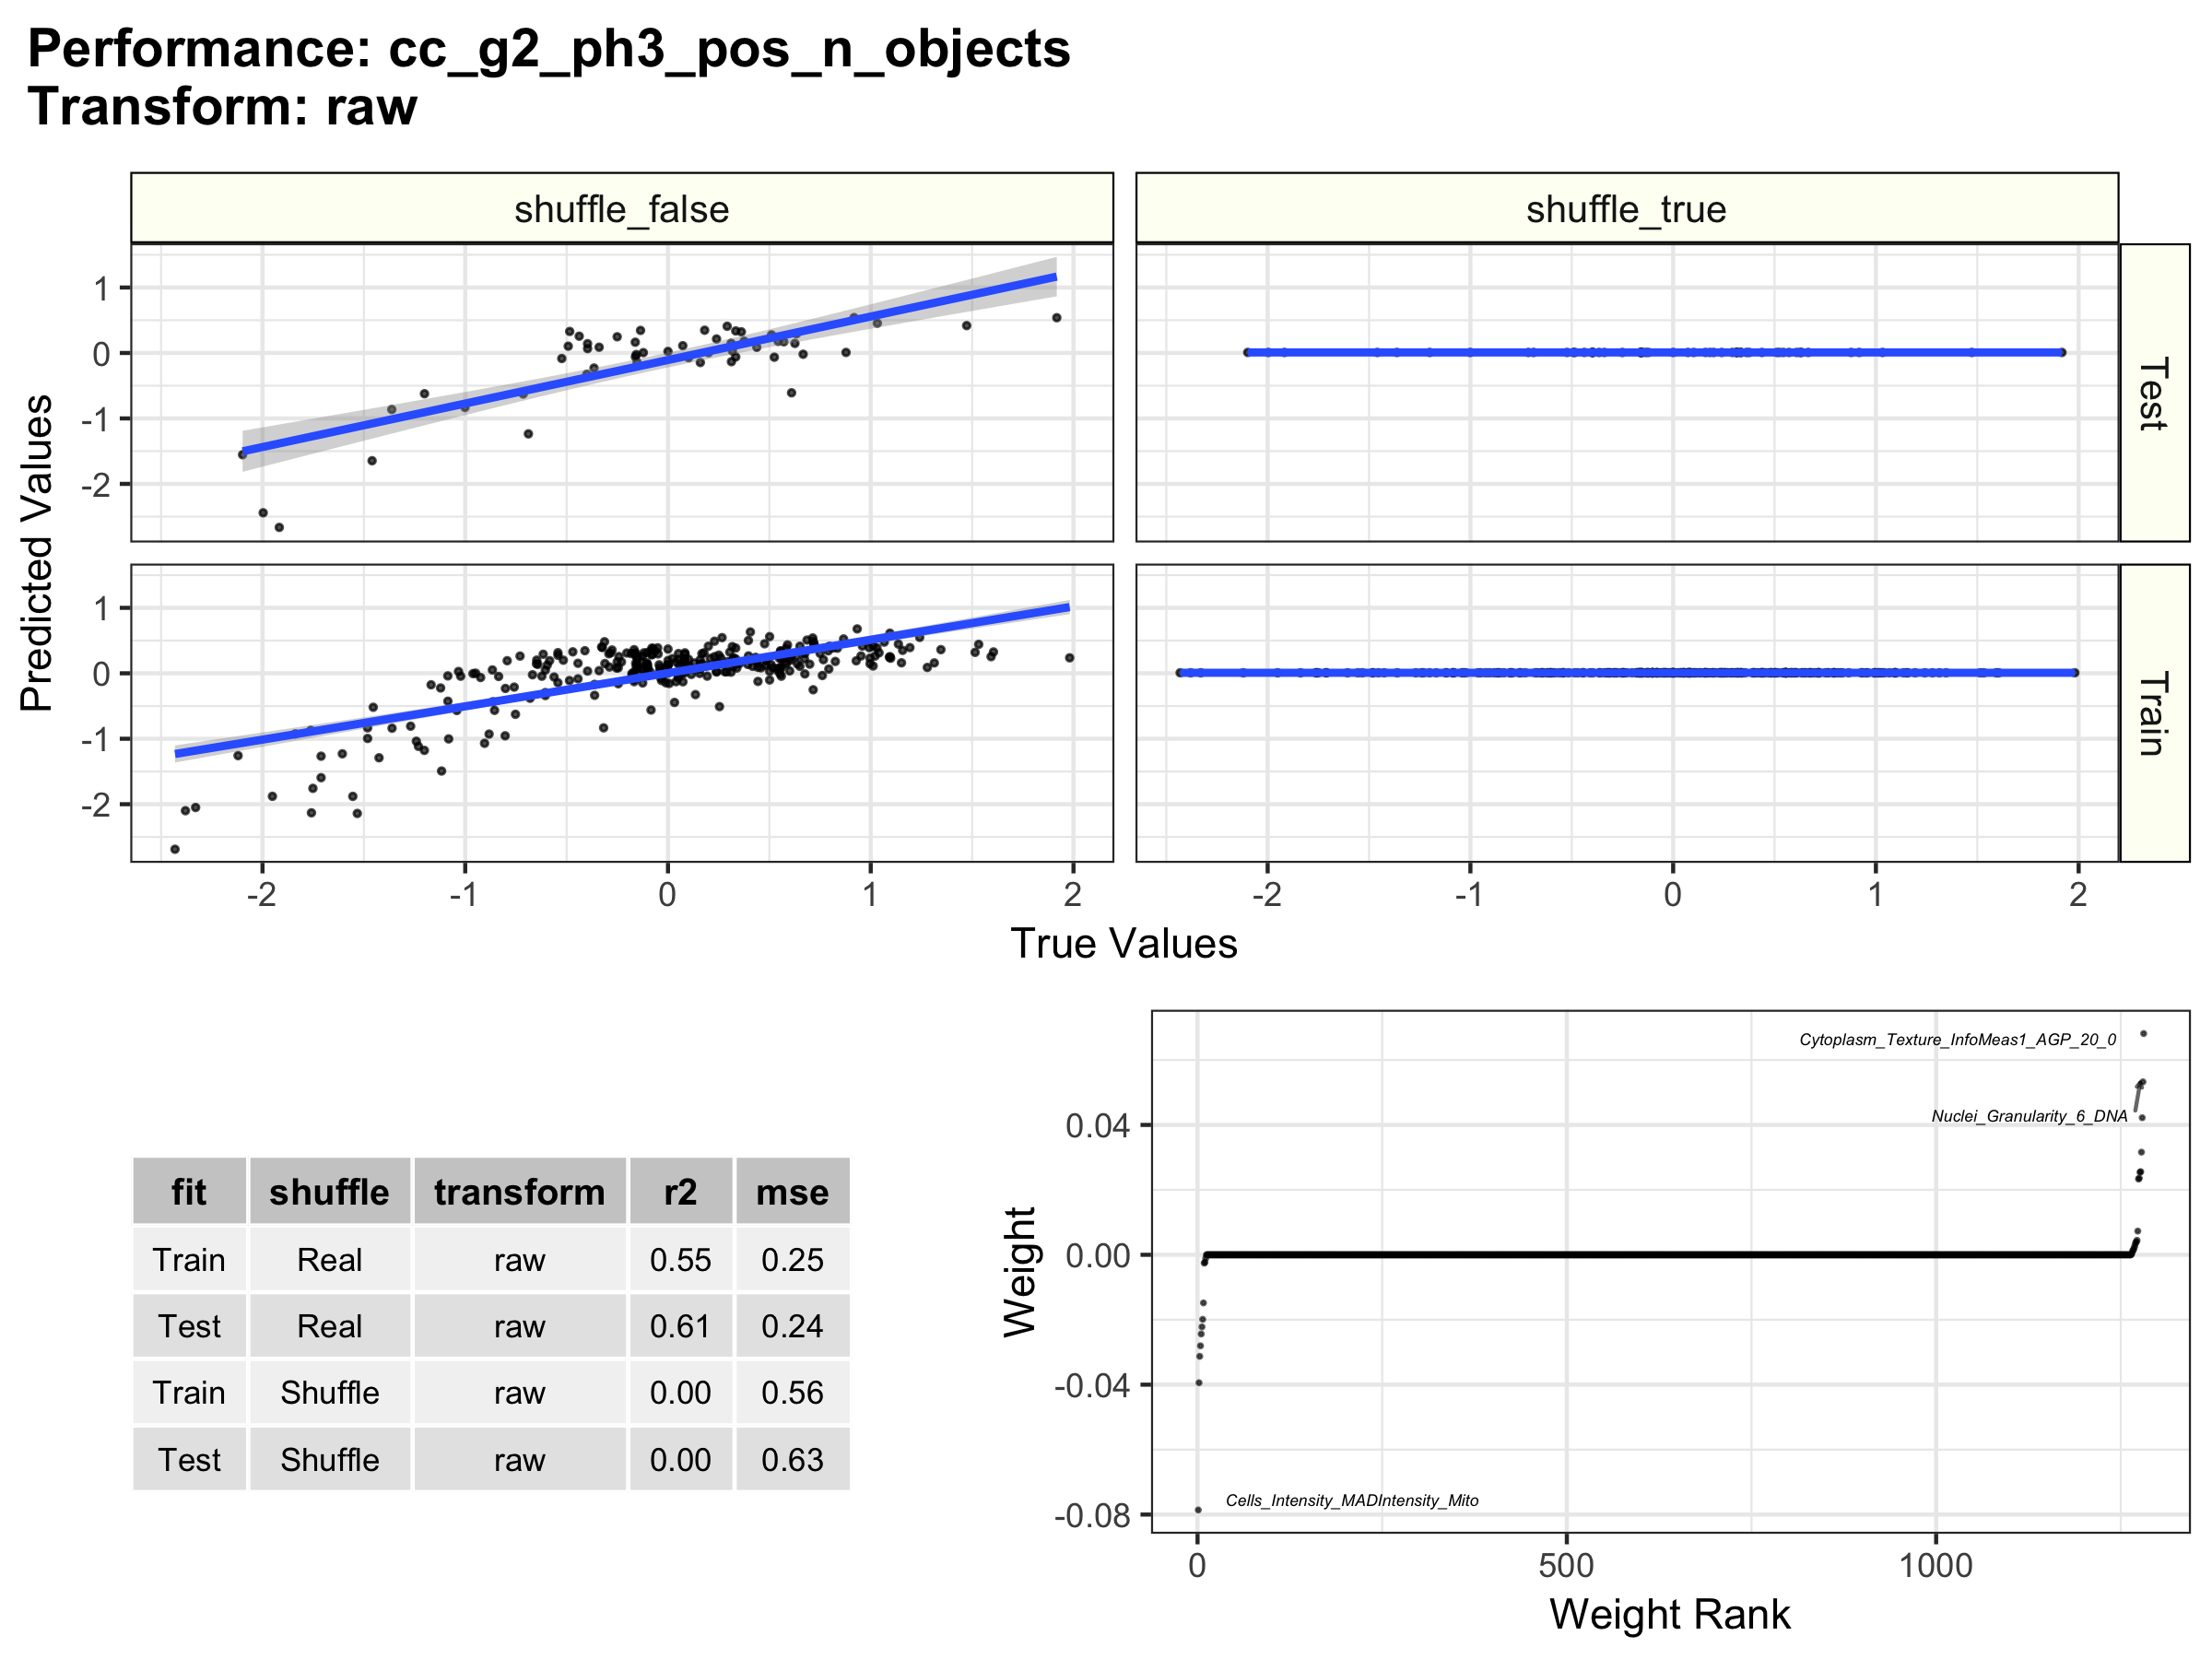 Performance: cc_g2_ph3_pos_n_objects
Transform: raw
shuffle_false
shuffle_true
1
0
-1
-2
Test
1
0
-1
-2
Train
Predicted Values
-2
-1
0
1
2
-2
-1
0
1
2
True Values
fit shuffle transform r2 mse
Train Real raw 0.55 0.25
Test Real raw 0.61 0.24
Train Shuffle raw 0.00 0.56
Test Shuffle raw 0.00 0.63
Cytoplasm_Texture_InfoMeas1_AGP_20_0
Nuclei_Granularity_6_DNA
Cells_Intensity_MADIntensity_Mito
0.04
0.00
-0.04
-0.08
Weight
0
500
1000
Weight Rank